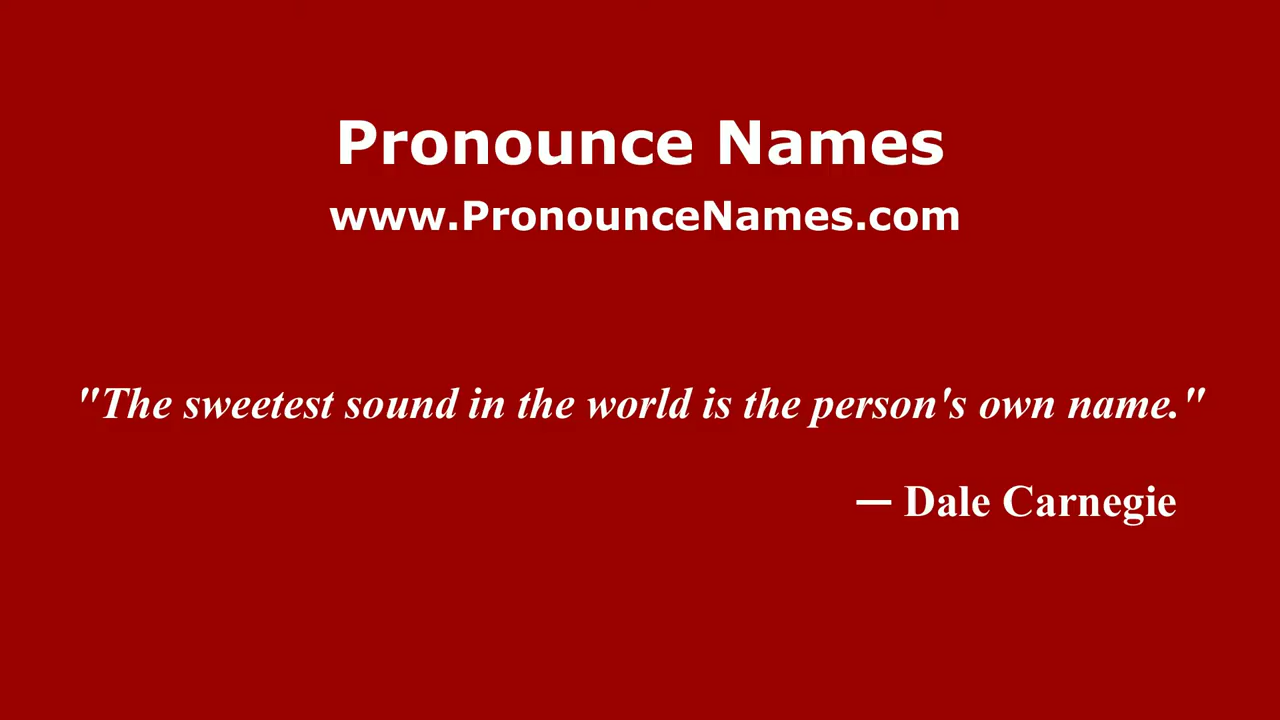 Pronounce Names
www.PronounceNames.com
"The sweetest sound in the world is the person's own name."
— Dale Carnegie